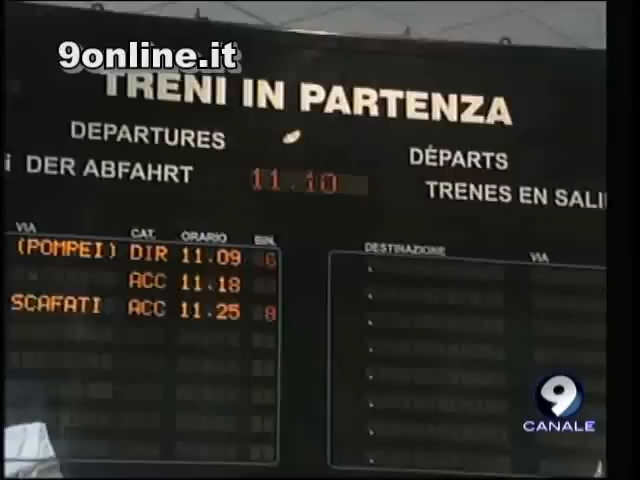 9online.it
TRENI IN PARTENZA
DEPARTURES
DÉPARTS
DER ABFAHRT
11.10
TRENES EN SALI
VIA CAT. ORARIO BIN.
(POMPEI) DIR 11.09 6
ACC 11.18
SCAFATI ACC 11.25 8
DESTINAZIONE VIA
9
CANALE